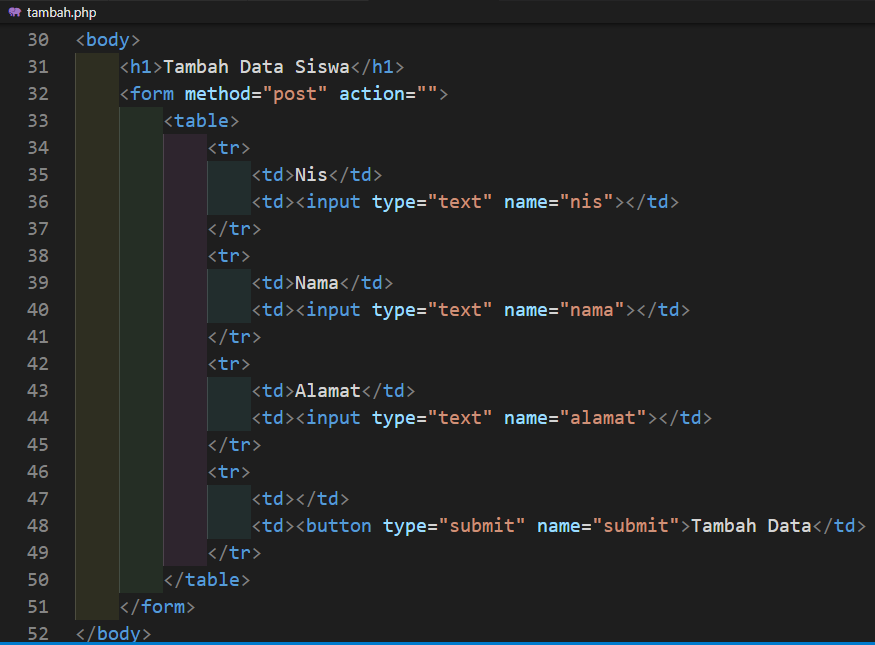 tambah.php
30 <body>
31 <h1>Tambah Data Siswa</h1>
32 <form method="post" action="">
33 <table>
34 <tr>
35 <td>Nis</td>
36 <td><input type="text" name="nis"></td>
37 </tr>
38 <tr>
39 <td>Nama</td>
40 <td><input type="text" name="nama"></td>
41 </tr>
42 <tr>
43 <td>Alamat</td>
44 <td><input type="text" name="alamat"></td>
45 </tr>
46 <tr>
47 <td></td>
48 <td><button type="submit" name="submit">Tambah Data</td>
49 </tr>
50 </table>
51 </form>
52 </body>